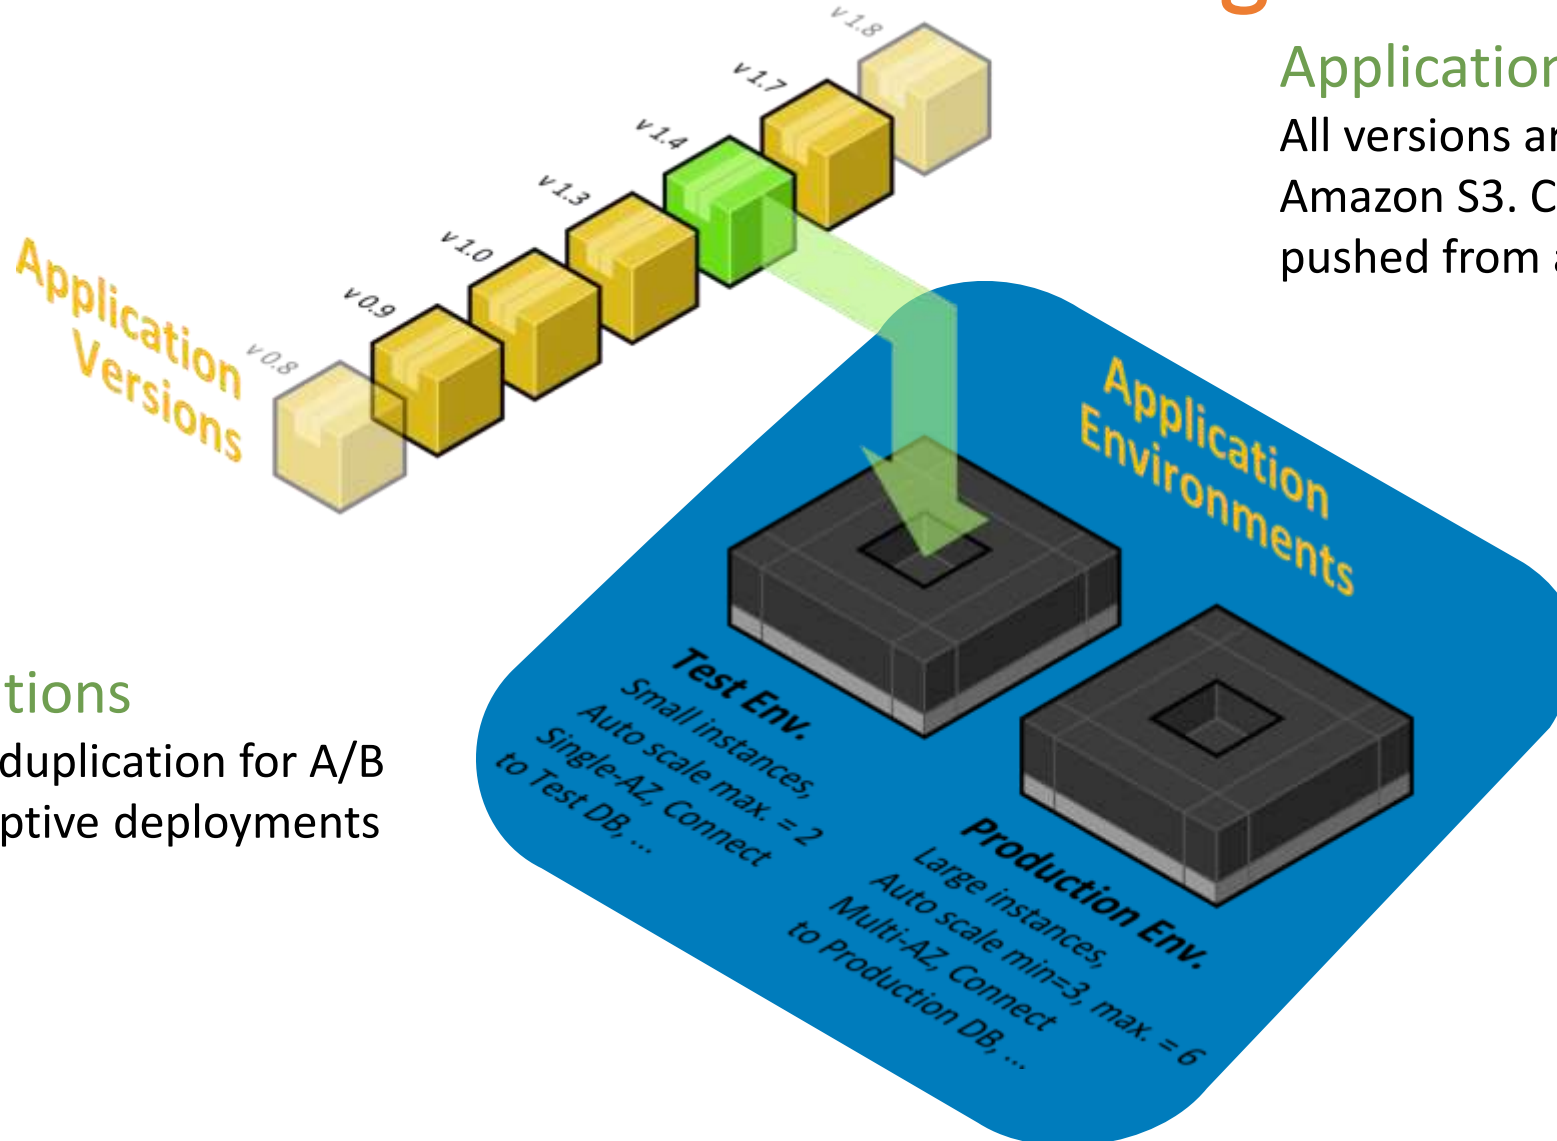 g
v 1.8
v 1.7
v 1.4
v 1.3
v 1.0
v 0.9
v 0.8
Application
Versions
Application
All versions ar
Amazon S3. C
pushed from a
Application
Environments
tions
duplication for A/B
ptive deployments
Test Env.
Small instances,
Auto scale max. = 2
Single-AZ, Connect
to Test DB, ...
Production Env.
Large instances,
Auto scale min=3, max. = 6
Multi-AZ, Connect
to Production DB, ...